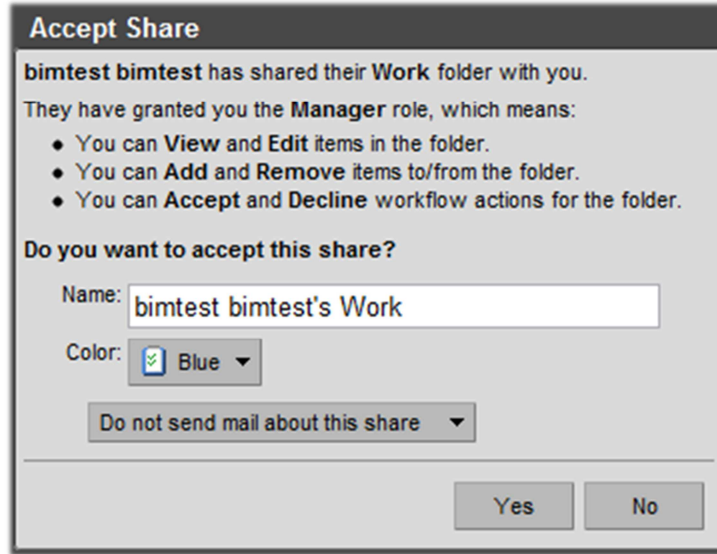 Accept Share
bimtest bimtest has shared their Work folder with you.
They have granted you the Manager role, which means:
• You can View and Edit items in the folder.
• You can Add and Remove items to/from the folder.
• You can Accept and Decline workflow actions for the folder.
Do you want to accept this share?
Name: bimtest bimtest's Work
Color: Blue
Do not send mail about this share
Yes No